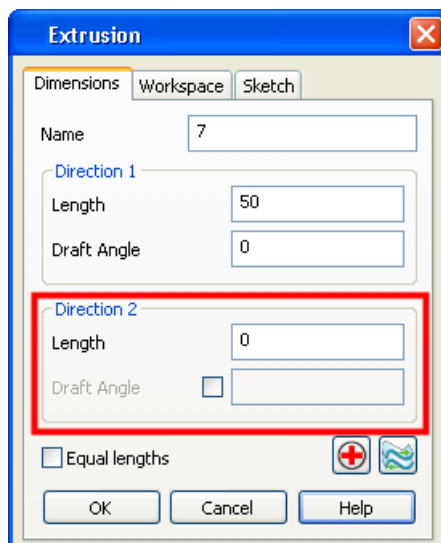 Extrusion
Dimensions Workspace Sketch
Name 7
Direction 1
Length 50
Draft Angle 0
Direction 2
Length 0
Draft Angle
Equal lengths
OK Cancel Help